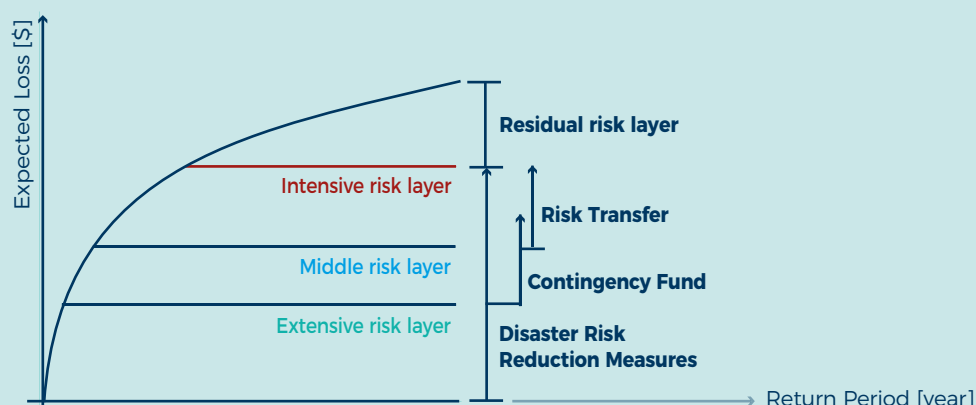 Expected Loss [$]
Residual risk layer
Intensive risk layer
Risk Transfer
Middle risk layer
Contingency Fund
Extensive risk layer
Disaster Risk
Reduction Measures
Return Period [year]